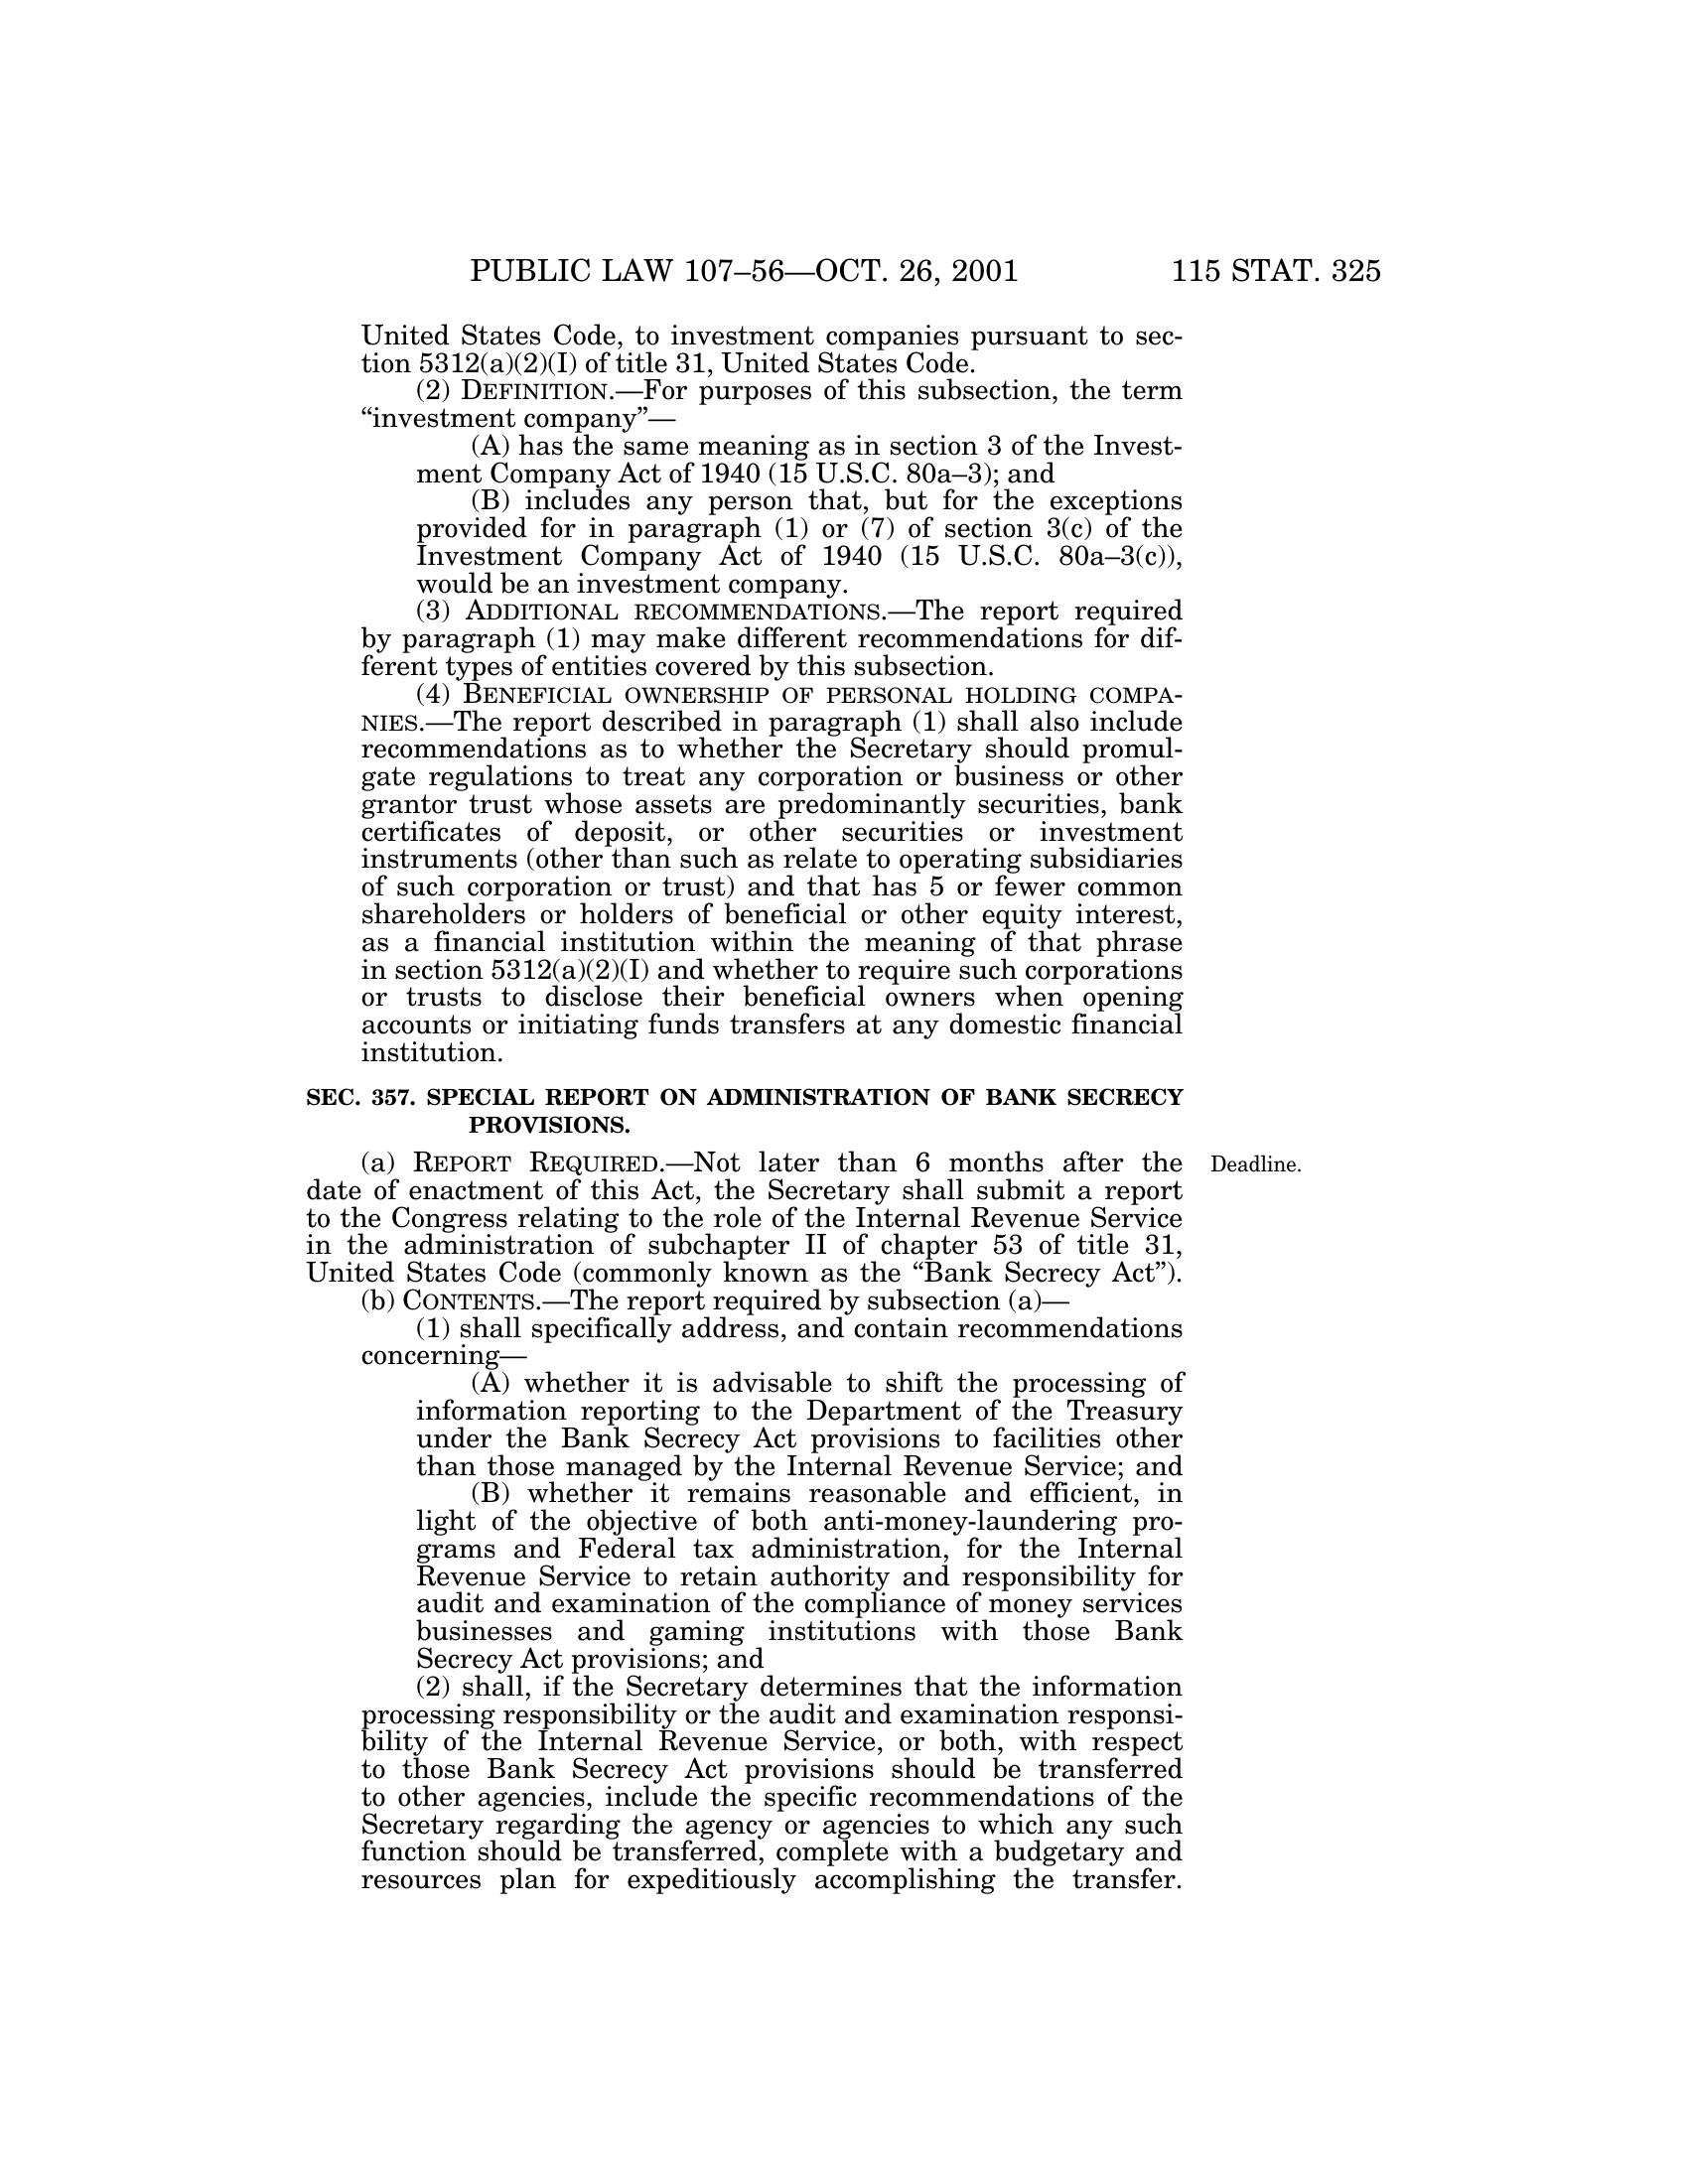 PUBLIC LAW 107–56—OCT. 26, 2001 115 STAT. 325
United States Code, to investment companies pursuant to sec-
tion 5312(a)(2)(I) of title 31, United States Code.
(2) DEFINITION.—For purposes of this subsection, the term
“investment company”—
(A) has the same meaning as in section 3 of the Invest-
ment Company Act of 1940 (15 U.S.C. 80a–3); and
(B) includes any person that, but for the exceptions
provided for in paragraph (1) or (7) of section 3(c) of the
Investment Company Act of 1940 (15 U.S.C. 80a–3(c)),
would be an investment company.
(3) ADDITIONAL RECOMMENDATIONS.—The report required
by paragraph (1) may make different recommendations for dif-
ferent types of entities covered by this subsection.
(4) BENEFICIAL OWNERSHIP OF PERSONAL HOLDING COMPA-
NIES.—The report described in paragraph (1) shall also include
recommendations as to whether the Secretary should promul-
gate regulations to treat any corporation or business or other
grantor trust whose assets are predominantly securities, bank
certificates of deposit, or other securities or investment
instruments (other than such as relate to operating subsidiaries
of such corporation or trust) and that has 5 or fewer common
shareholders or holders of beneficial or other equity interest,
as a financial institution within the meaning of that phrase
in section 5312(a)(2)(I) and whether to require such corporations
or trusts to disclose their beneficial owners when opening
accounts or initiating funds transfers at any domestic financial
institution.
SEC. 357. SPECIAL REPORT ON ADMINISTRATION OF BANK SECRECY
PROVISIONS.
(a) REPORT REQUIRED.—Not later than 6 months after the Deadline.
date of enactment of this Act, the Secretary shall submit a report
to the Congress relating to the role of the Internal Revenue Service
in the administration of subchapter II of chapter 53 of title 31,
United States Code (commonly known as the “Bank Secrecy Act”).
(b) CONTENTS.—The report required by subsection (a)—
(1) shall specifically address, and contain recommendations
concerning—
(A) whether it is advisable to shift the processing of
information reporting to the Department of the Treasury
under the Bank Secrecy Act provisions to facilities other
than those managed by the Internal Revenue Service; and
(B) whether it remains reasonable and efficient, in
light of the objective of both anti-money-laundering pro-
grams and Federal tax administration, for the Internal
Revenue Service to retain authority and responsibility for
audit and examination of the compliance of money services
businesses and gaming institutions with those Bank
Secrecy Act provisions; and
(2) shall, if the Secretary determines that the information
processing responsibility or the audit and examination responsi-
bility of the Internal Revenue Service, or both, with respect
to those Bank Secrecy Act provisions should be transferred
to other agencies, include the specific recommendations of the
Secretary regarding the agency or agencies to which any such
function should be transferred, complete with a budgetary and
resources plan for expeditiously accomplishing the transfer.